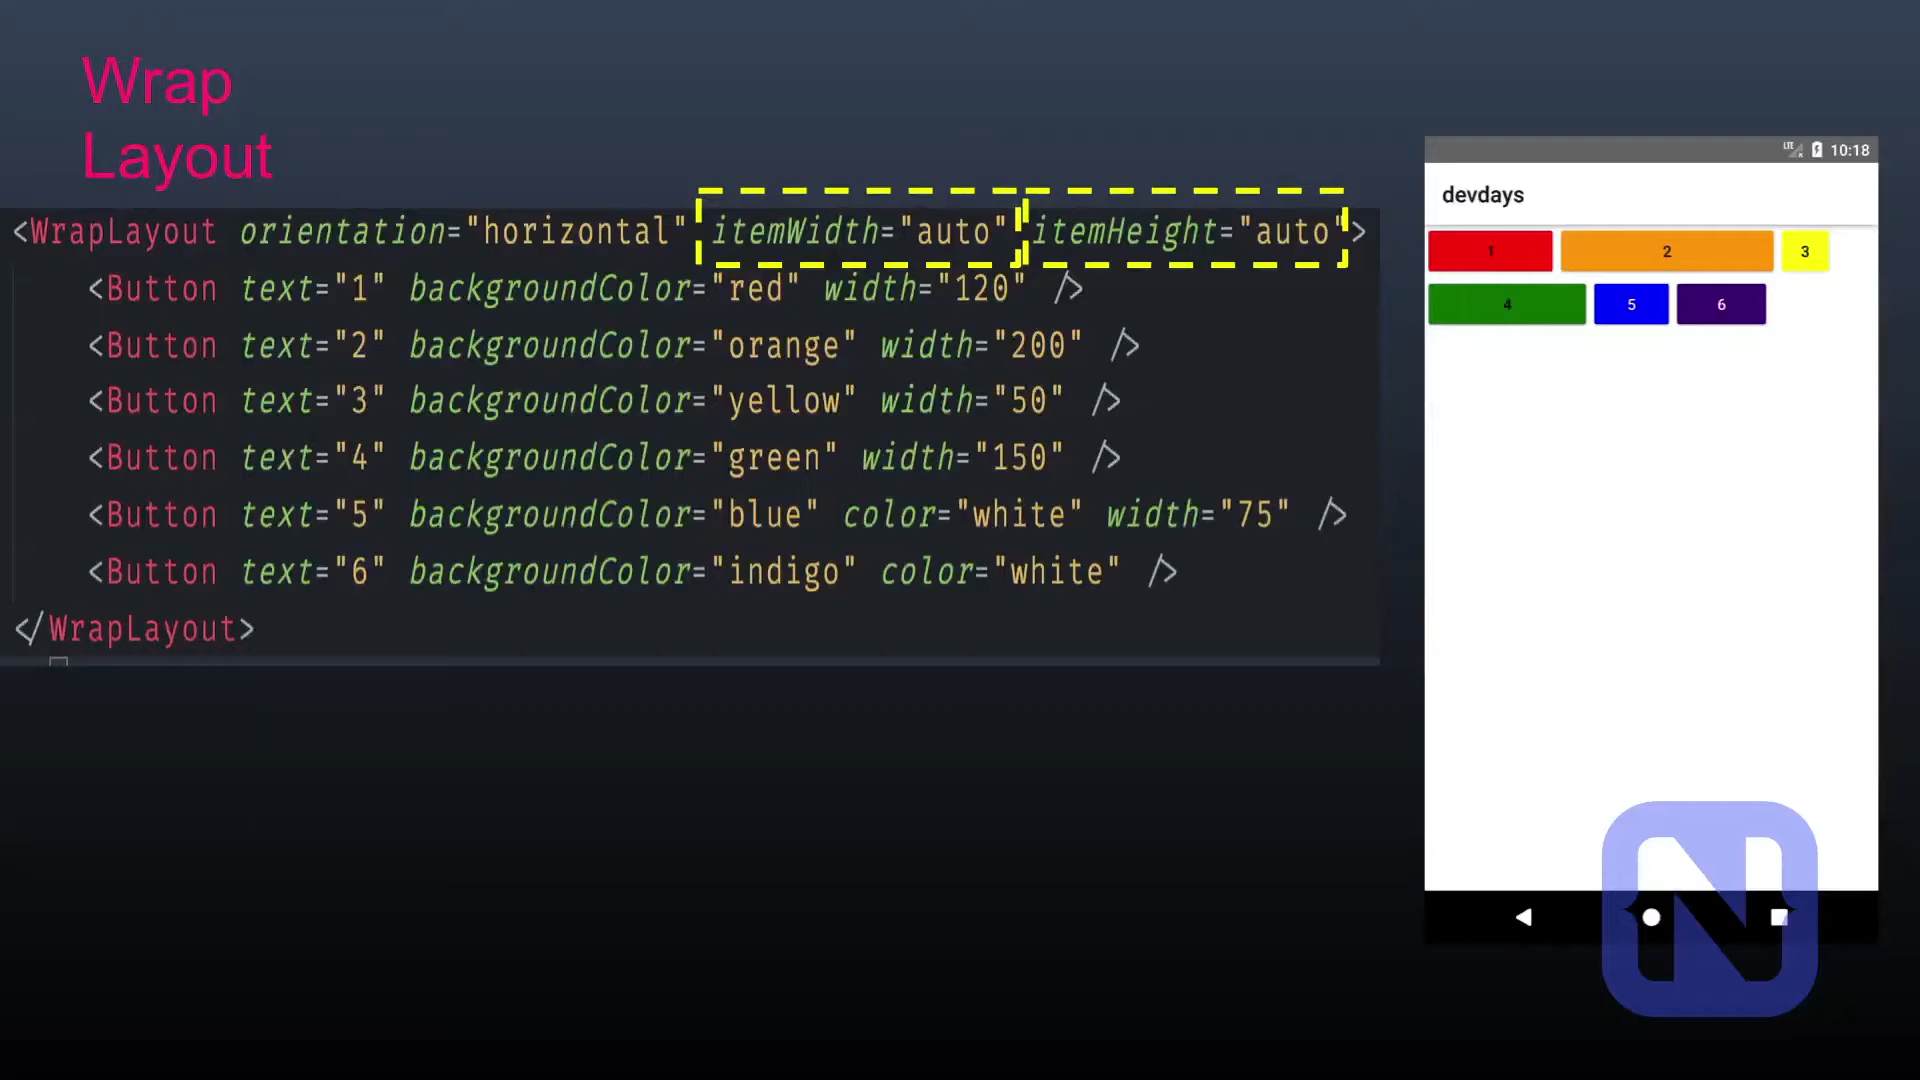 Wrap
Layout
<WrapLayout orientation="horizontal" itemWidth="auto" itemHeight="auto">
<Button text="1" backgroundColor="red" width="120" />
<Button text="2" backgroundColor="orange" width="200" />
<Button text="3" backgroundColor="yellow" width="50" />
<Button text="4" backgroundColor="green" width="150" />
<Button text="5" backgroundColor="blue" color="white" width="75" />
<Button text="6" backgroundColor="indigo" color="white" />
</WrapLayout>
LTE 10:18
devdays
1 2 3
4 5 6
N